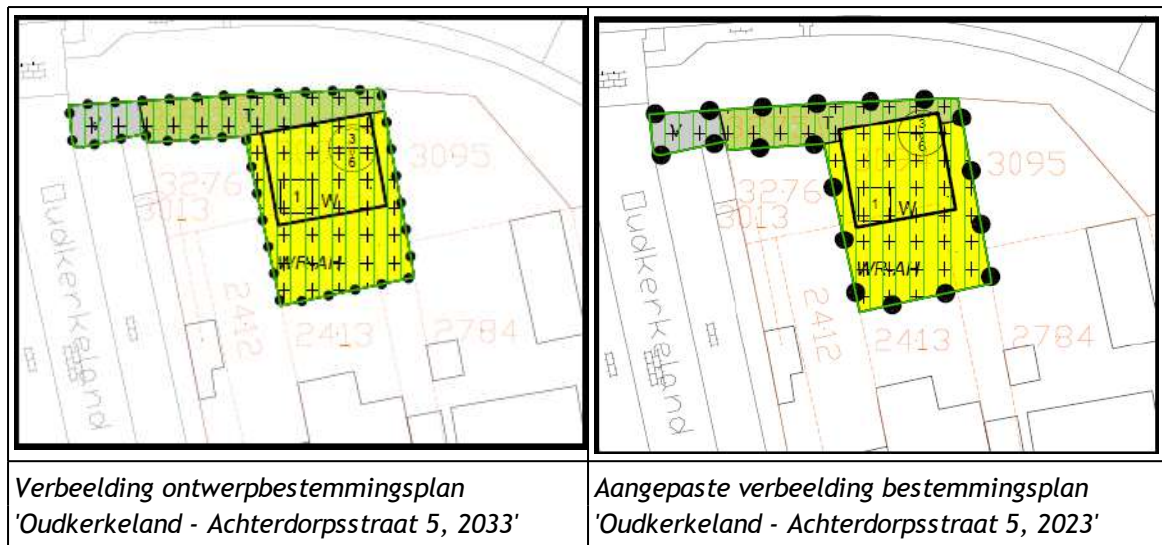 V
T
3
6
3095
3276
3013
1
W
WR-AH
Oudkerkeland
2412
2413
2784
V
T
3
6
3095
3276
3013
1
W
WR-AH
Oudkerkeland
2412
2413
2784
Verbeelding ontwerpbestemmingsplan
'Oudkerkeland - Achterdorpsstraat 5, 2033'
Aangepaste verbeelding bestemmingsplan
'Oudkerkeland - Achterdorpsstraat 5, 2023'